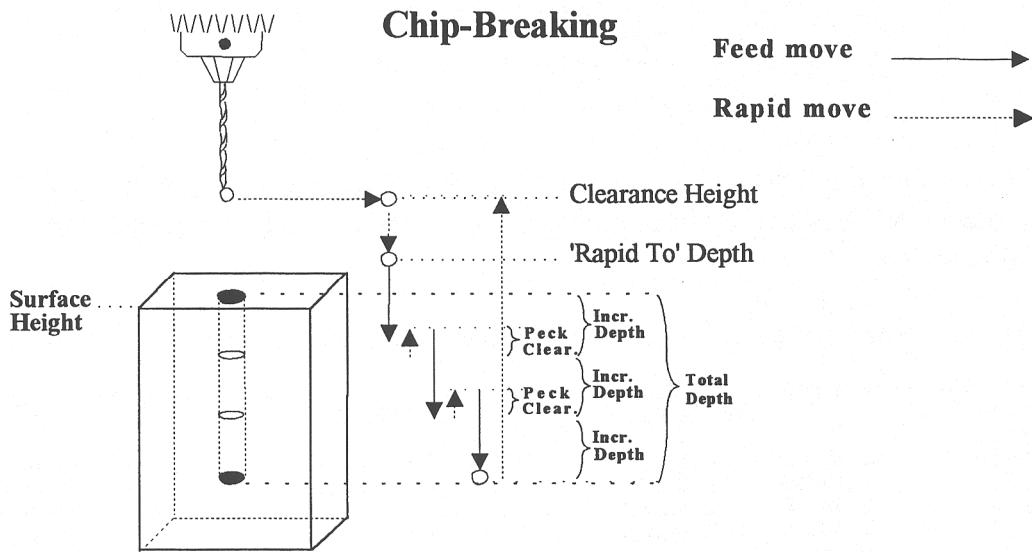 Chip-Breaking
Feed move
Rapid move
Clearance Height
'Rapid To' Depth
Surface
Height
Peck
Clear.
Incr.
Depth
Peck
Clear.
Incr.
Depth
Total
Depth
Incr.
Depth